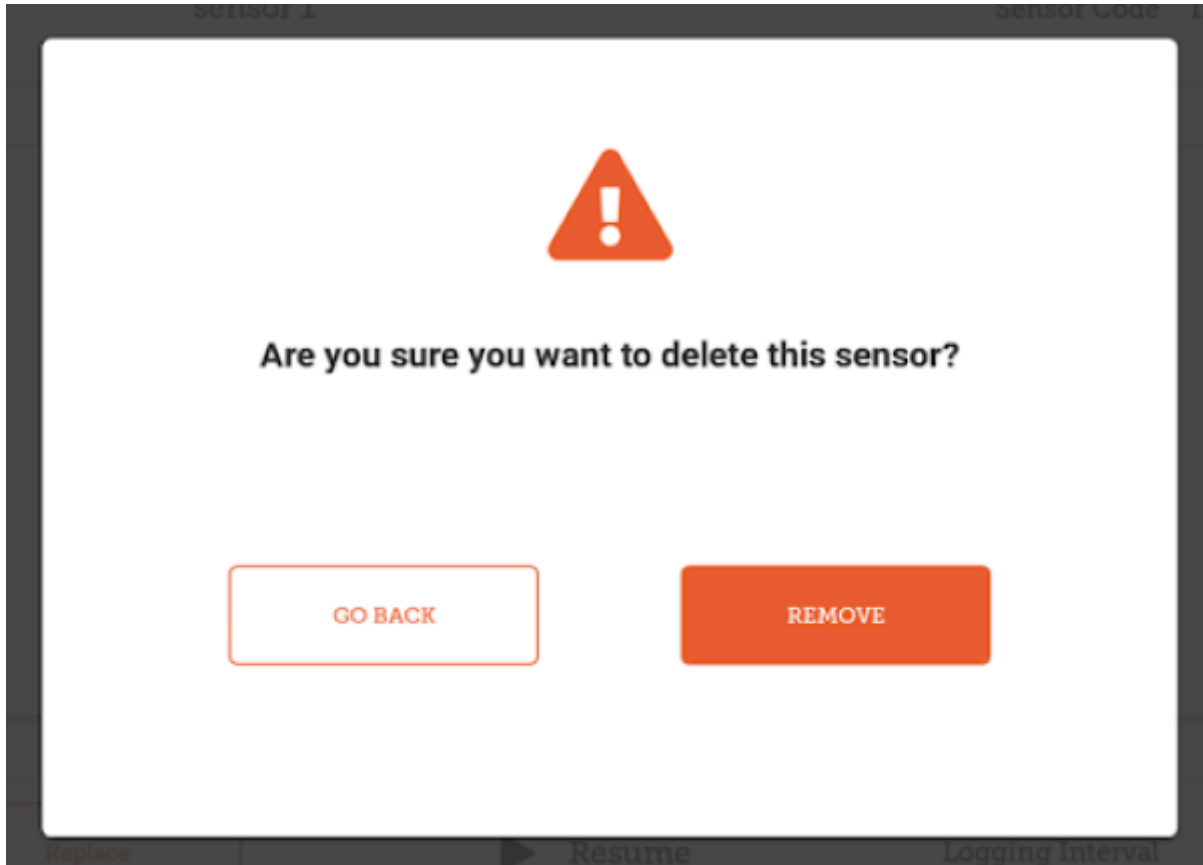 sensor 1
Sensor Code
Are you sure you want to delete this sensor?
GO BACK
REMOVE
Replace
Resume
Logging Interval